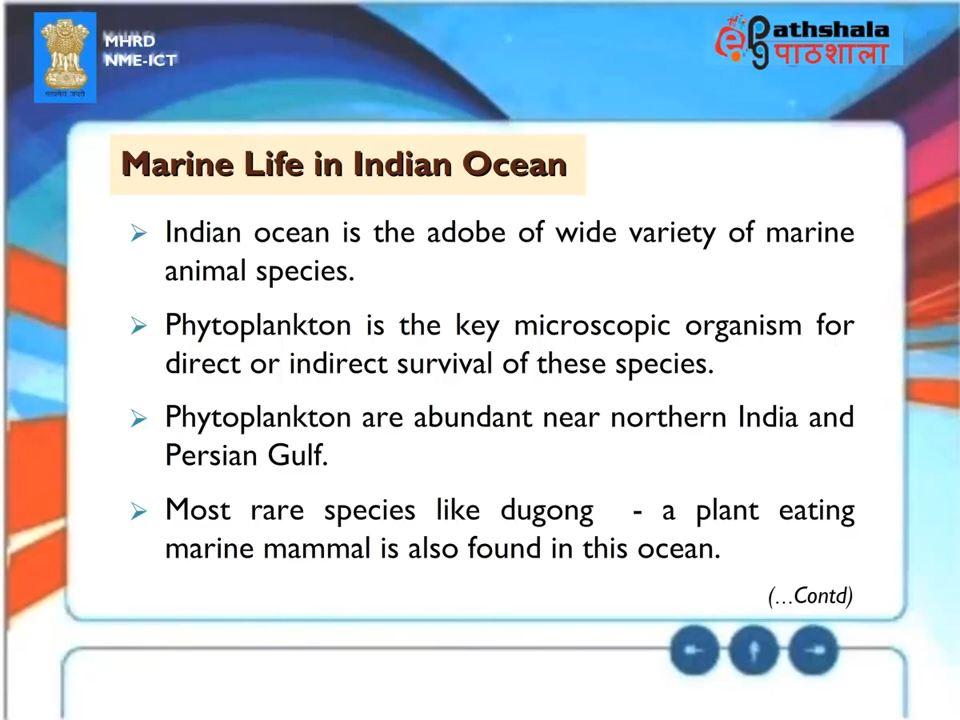 MHRD
NME-ICT
ePG Pathshala
पाठशाला
Marine Life in Indian Ocean
Indian ocean is the adobe of wide variety of marine
animal species.
Phytoplankton is the key microscopic organism for
direct or indirect survival of these species.
Phytoplankton are abundant near northern India and
Persian Gulf.
Most rare species like dugong - a plant eating
marine mammal is also found in this ocean.
(...Contd)